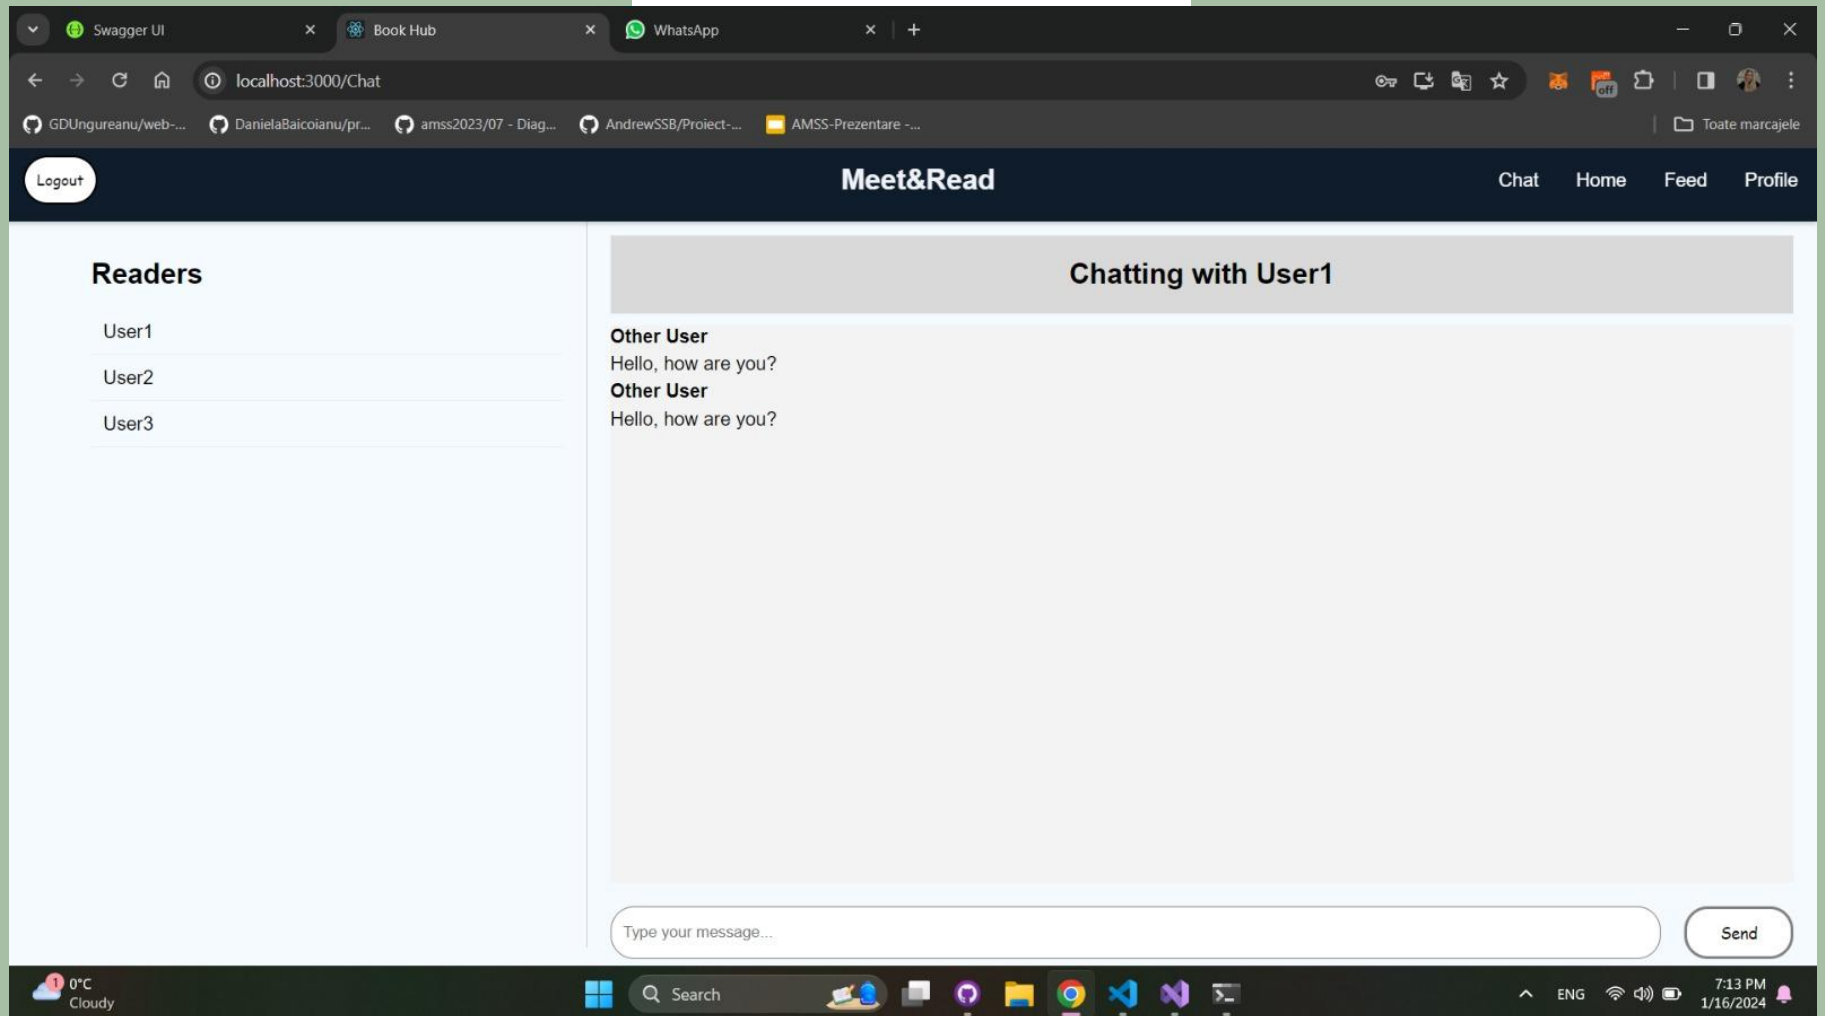 Swagger UI
Book Hub
WhatsApp
localhost:3000/Chat
GDUngureanu/web-...
DanielaBaicoianu/pr...
amss2023/07 - Diag...
AndrewSSB/Proiect-...
AMSS-Prezentare -...
Toate marcajele
off
Logout
Meet&Read
Chat
Home
Feed
Profile
Readers
User1
User2
User3
Chatting with User1
Other User
Hello, how are you?
Other User
Hello, how are you?
Type your message...
Send
1
0°C
Cloudy
Search
ENG
7:13 PM
1/16/2024